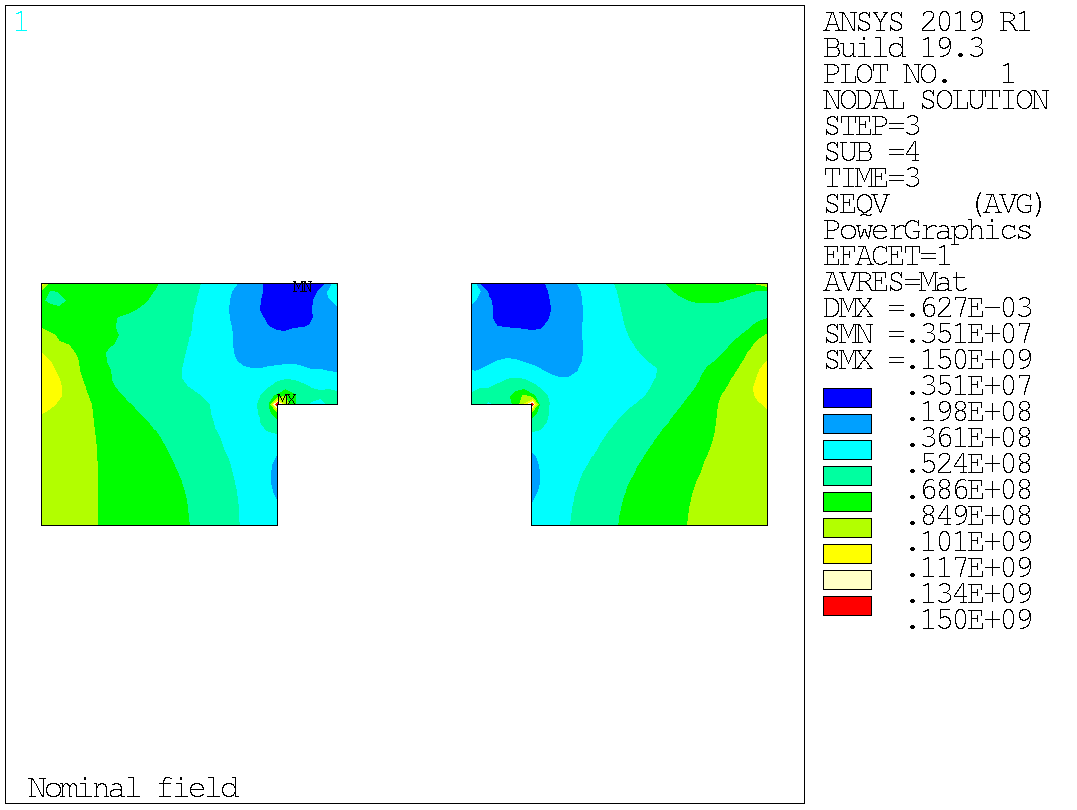 1
ANSYS 2019 R1
Build 19.3
PLOT NO.   1
NODAL SOLUTION
STEP=3
SUB =4
TIME=3
SEQV     (AVG)
PowerGraphics
EFACET=1
AVRES=Mat
DMX =.627E-03
SMN =.351E+07
SMX =.150E+09
.351E+07
.198E+08
.361E+08
.524E+08
.686E+08
.849E+08
.101E+09
.117E+09
.134E+09
.150E+09
MN
MX
Nominal field